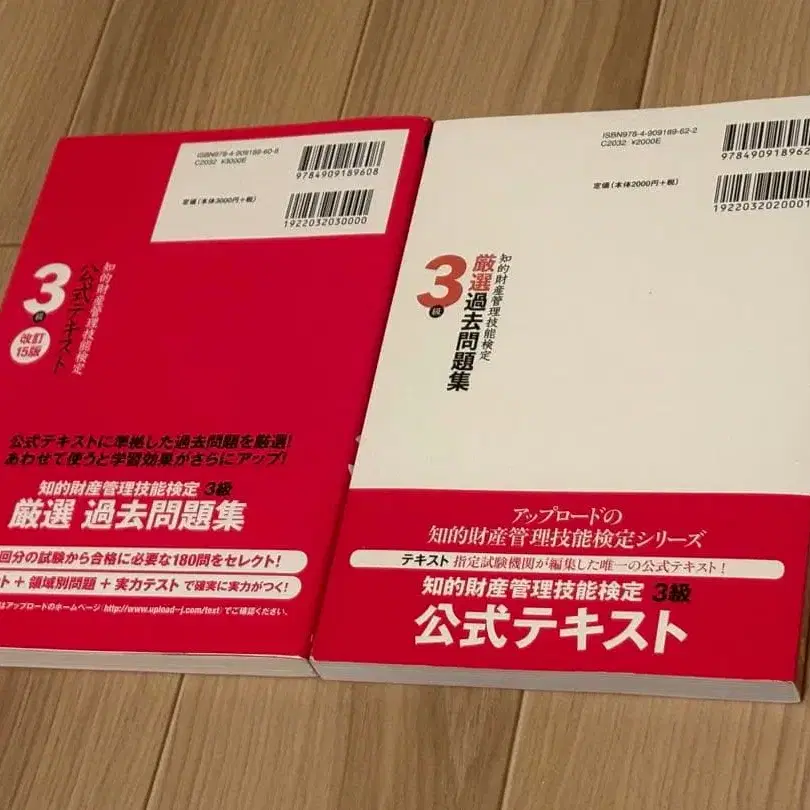 ISBN978-4-909189-60-8
C2032 ¥3000E
9784909189608
定価(本体3000円+税)
1922032030000
知的財産管理技能検定
公式テキスト
3級
改訂
15版
公式テキストに準拠した過去問題を厳選!
あわせて使うと学習効果がさらにアップ!
知的財産管理技能検定 3級
厳選 過去問題集
回分の試験から合格に必要な180問をセレクト!
ト + 領域別問題 + 実力テスト で確実に実力がつく!
はアップロードのホームページ(http://www.upload-j.com/text)でご確認ください。
ISBN978-4-909189-62-2
C2032 ¥2000E
978490918962
定価(本体2000円+税)
192203202000
知的財産管理技能検定
厳選過去問題集
3級
アップロードの
知的財産管理技能検定シリーズ
テキスト 指定試験機関が編集した唯一の公式テキスト!
知的財産管理技能検定 3級
公式テキスト